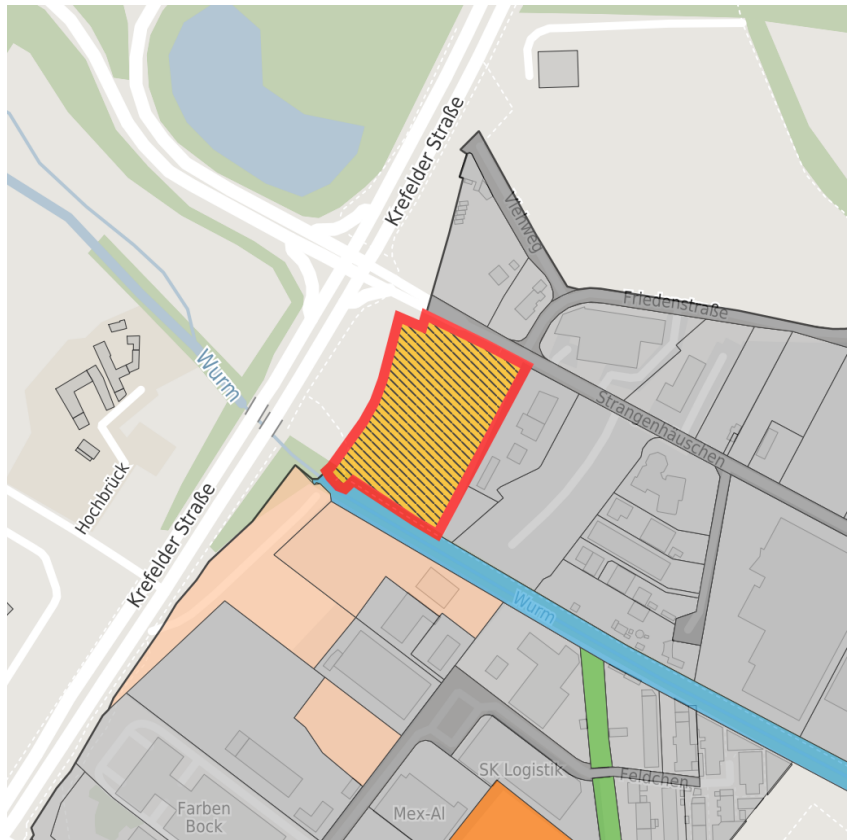 Krefelder Straße
Viehweg
Friedenstraße
Wurm
Strangenhäuschen
Hochbrück
Krefelder Straße
Wurm
SK Logistik
Feldchen
Farben
Bock
Mex-Al